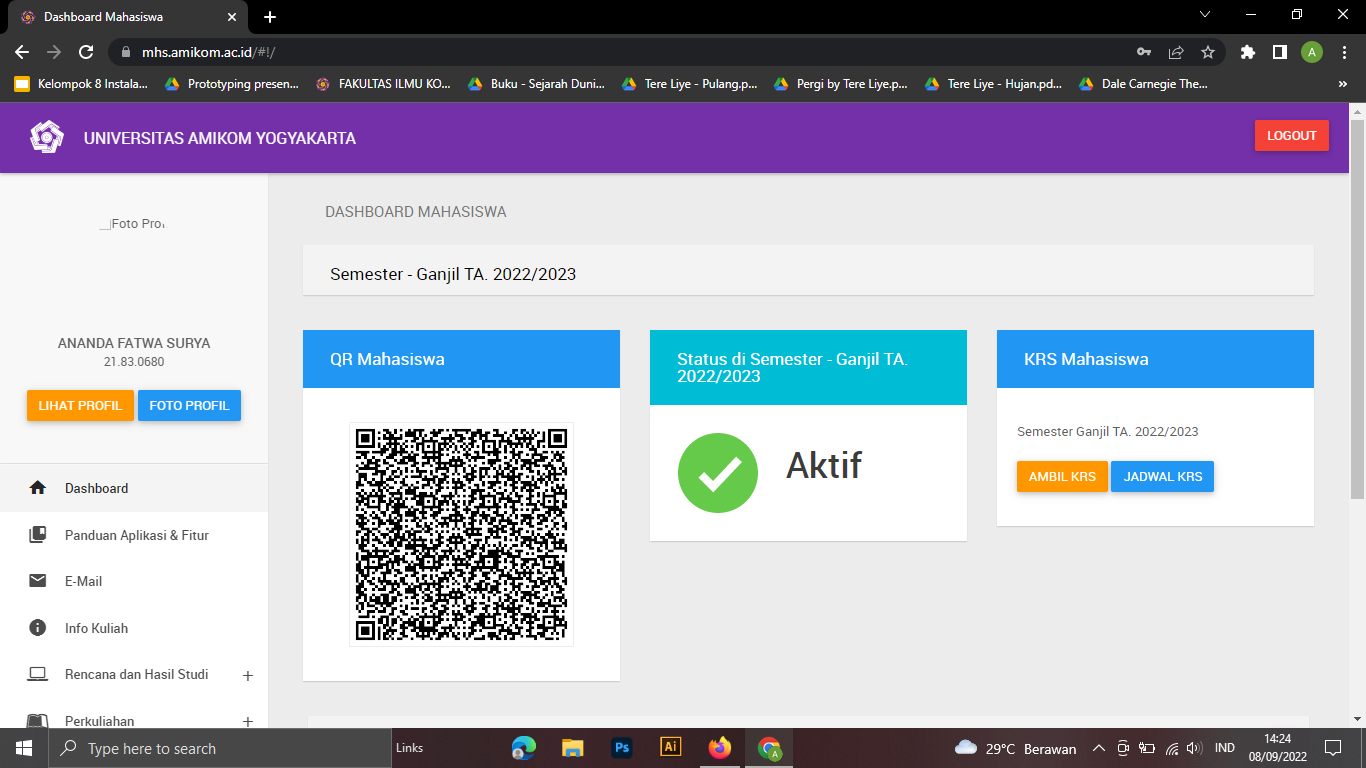 Dashboard Mahasiswa
mhs.amikom.ac.id/#!/
A
Kelompok 8 Instala...
Prototyping presen...
FAKULTAS ILMU KO...
Buku - Sejarah Duni...
Tere Liye - Pulang.p...
Pergi by Tere Liye.p...
Tere Liye - Hujan.pd...
Dale Carnegie The...
»
UNIVERSITAS AMIKOM YOGYAKARTA
LOGOUT
Foto Prof
ANANDA FATWA SURYA
21.83.0680
LIHAT PROFIL
FOTO PROFIL
Dashboard
Panduan Aplikasi & Fitur
E-Mail
Info Kuliah
Rencana dan Hasil Studi +
Perkuliahan +
DASHBOARD MAHASISWA
Semester - Ganjil TA. 2022/2023
QR Mahasiswa
Status di Semester - Ganjil TA.
2022/2023
Aktif
KRS Mahasiswa
Semester Ganjil TA. 2022/2023
AMBIL KRS
JADWAL KRS
Type here to search
Links
Ps
Ai
A
29°C Berawan
IND
14:24
08/09/2022